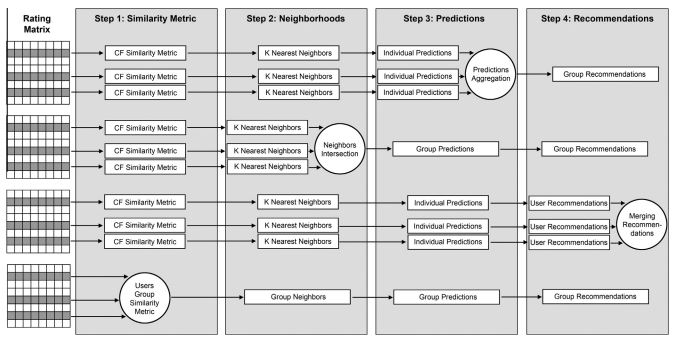 Rating Matrix
Step 1: Similarity Metric
Step 2: Neighborhoods
Step 3: Predictions
Step 4: Recommendations
CF Similarity Metric
K Nearest Neighbors
Individual Predictions
CF Similarity Metric
K Nearest Neighbors
Individual Predictions
CF Similarity Metric
K Nearest Neighbors
Individual Predictions
Predictions
Aggregation
Group Recommendations
CF Similarity Metric
K Nearest Neighbors
CF Similarity Metric
K Nearest Neighbors
CF Similarity Metric
K Nearest Neighbors
Neighbors
Intersection
Group Predictions
Group Recommendations
CF Similarity Metric
K Nearest Neighbors
Individual Predictions
User Recommendations
CF Similarity Metric
K Nearest Neighbors
Individual Predictions
User Recommendations
CF Similarity Metric
K Nearest Neighbors
Individual Predictions
User Recommendations
Merging
Recommen-
dations
Users
Group
Similarity
Metric
Group Neighbors
Group Predictions
Group Recommendations